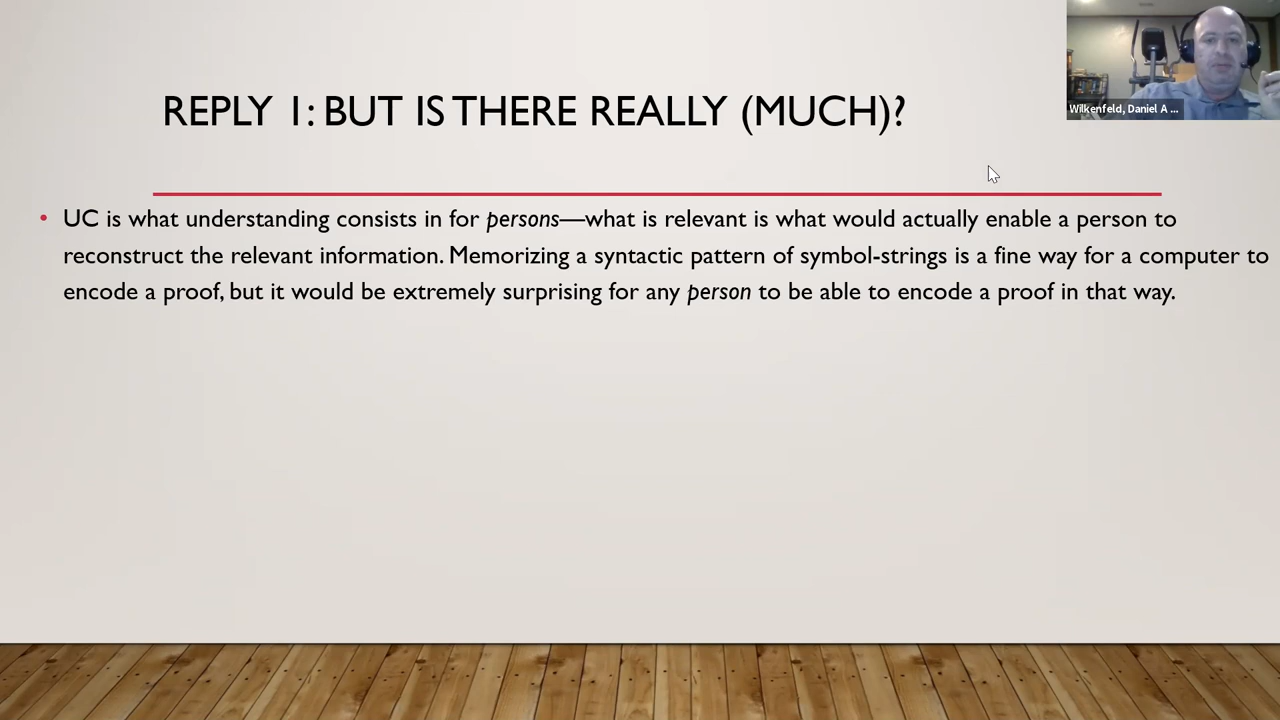 REPLY 1: BUT IS THERE REALLY (MUCH)?
Wilkenfeld, Daniel A ...
• UC is what understanding consists in for persons—what is relevant is what would actually enable a person to
reconstruct the relevant information. Memorizing a syntactic pattern of symbol-strings is a fine way for a computer to
encode a proof, but it would be extremely surprising for any person to be able to encode a proof in that way.